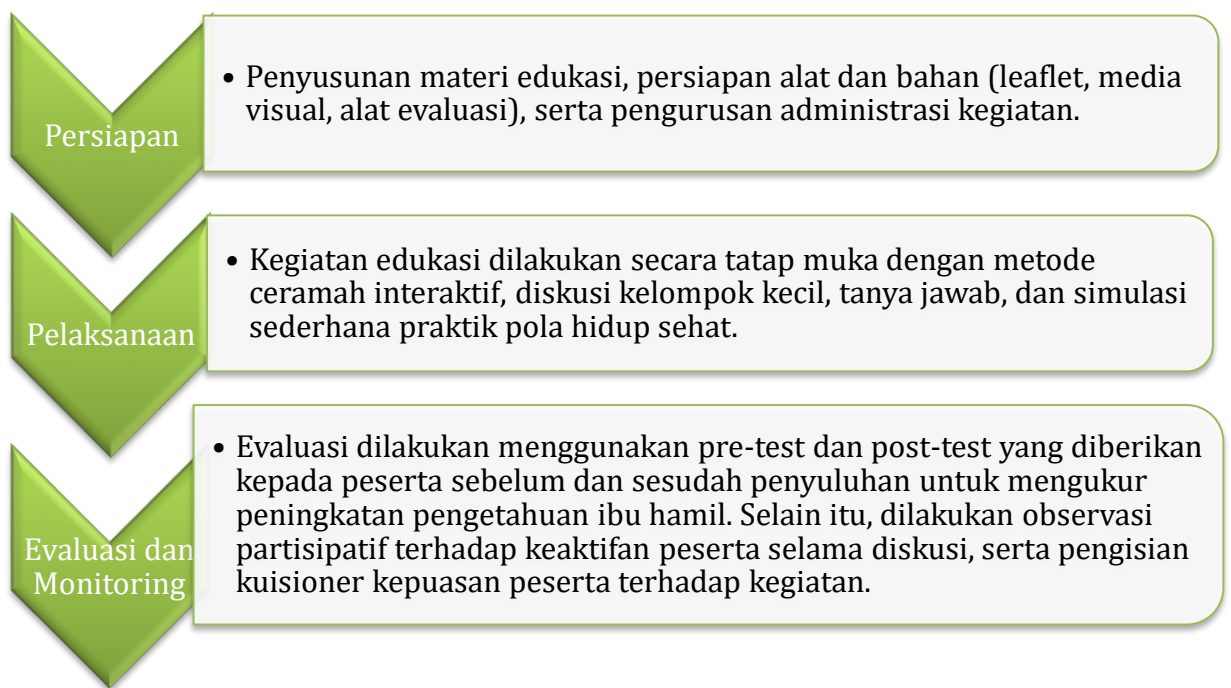 Persiapan
• Penyusunan materi edukasi, persiapan alat dan bahan (leaflet, media
visual, alat evaluasi), serta pengurusan administrasi kegiatan.
Pelaksanaan
• Kegiatan edukasi dilakukan secara tatap muka dengan metode
ceramah interaktif, diskusi kelompok kecil, tanya jawab, dan simulasi
sederhana praktik pola hidup sehat.
Evaluasi dan
Monitoring
• Evaluasi dilakukan menggunakan pre-test dan post-test yang diberikan
kepada peserta sebelum dan sesudah penyuluhan untuk mengukur
peningkatan pengetahuan ibu hamil. Selain itu, dilakukan observasi
partisipatif terhadap keaktifan peserta selama diskusi, serta pengisian
kuisioner kepuasan peserta terhadap kegiatan.